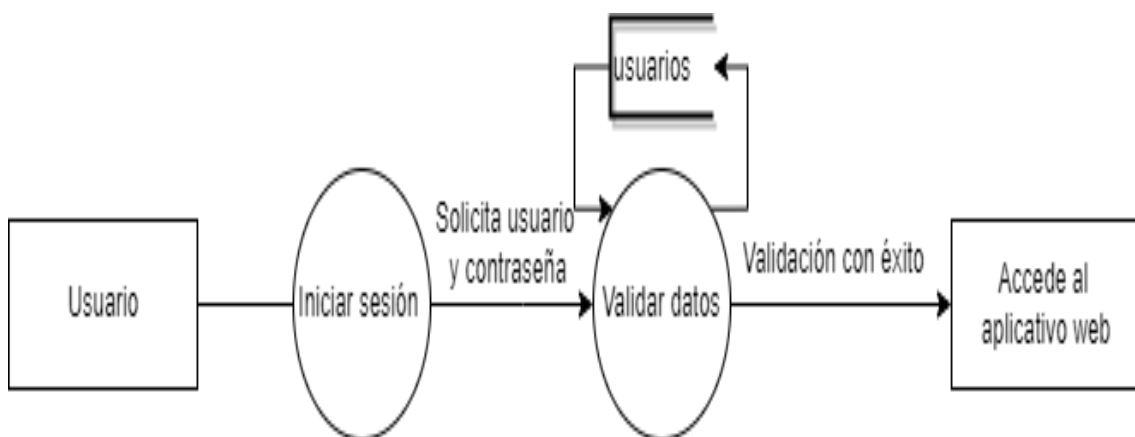 usuarios
Usuario
Iniciar sesión
Solicita usuario
y contraseña
Validar datos
Validación con éxito
Accede al
aplicativo web